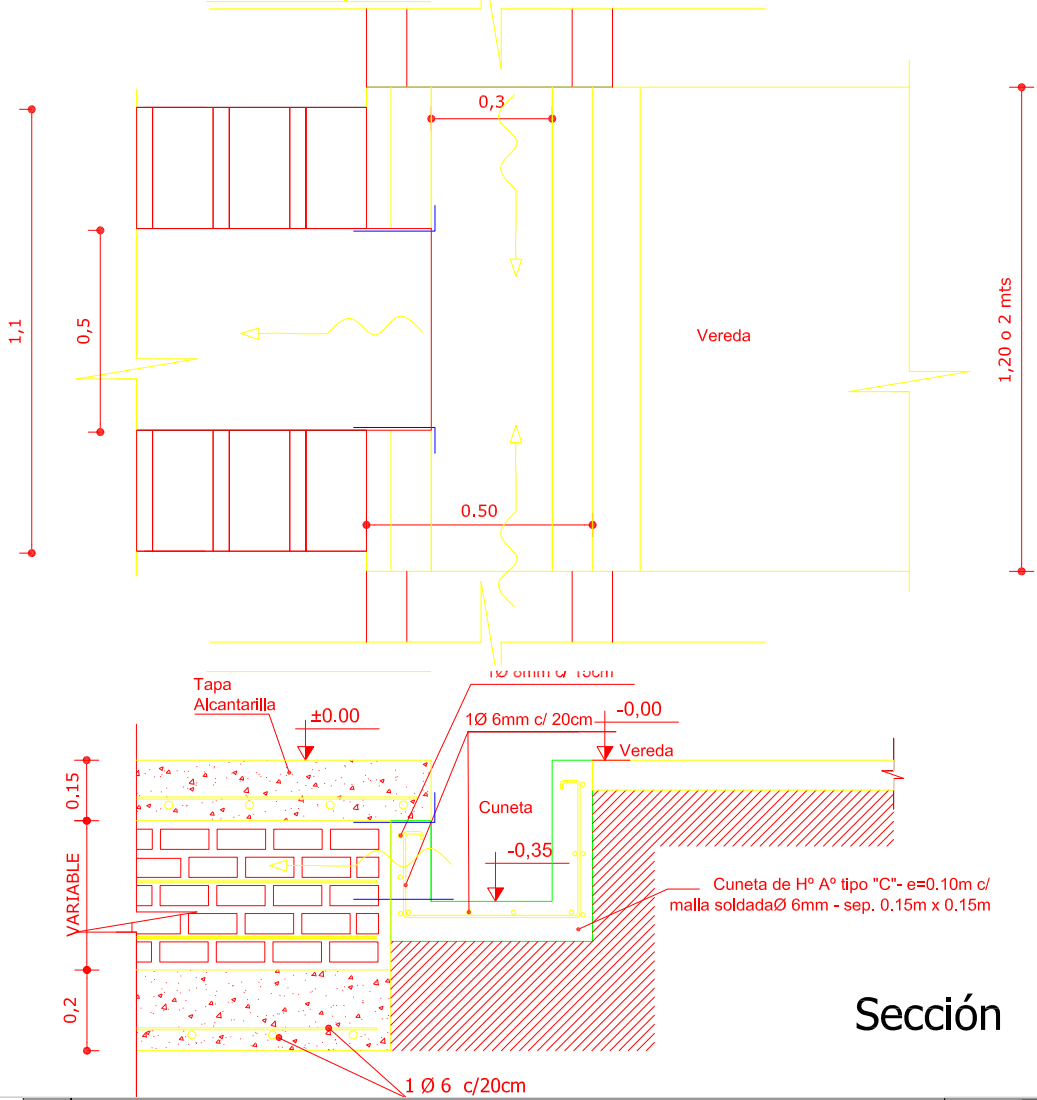 0,3
1,1
0,5
Vereda
1,20 o 2 mts
0.50
Tapa
Alcantarilla
±0.00
1Ø 6mm c/ 20cm
-0,00
Vereda
0.15
Cuneta
-0,35
VARIABLE
Cuneta de Hº Aº tipo "C"- e=0.10m c/
malla soldadaØ 6mm - sep. 0.15m x 0.15m
0,2
Sección
1 Ø 6 c/20cm